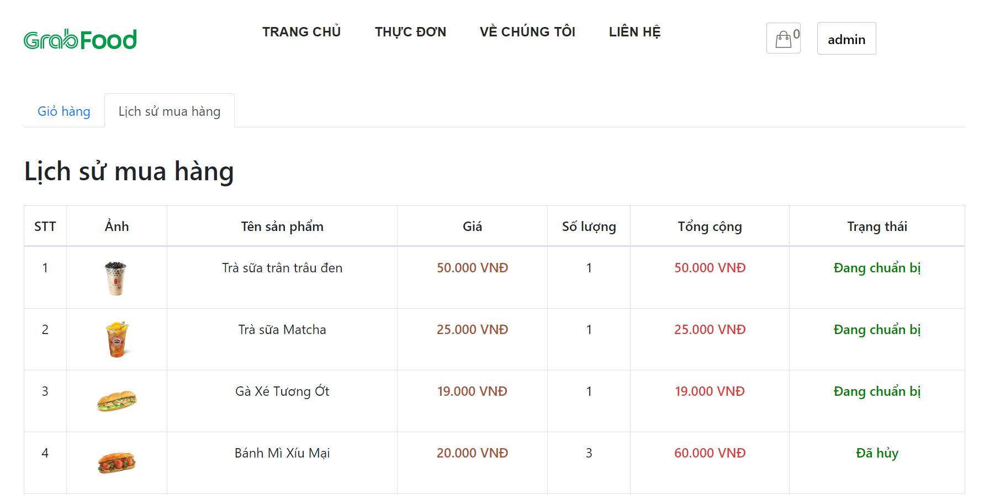 GrabFood
TRANG CHỦ THỰC ĐƠN VỀ CHÚNG TÔI LIÊN HỆ
0
admin
Giỏ hàng Lịch sử mua hàng
Lịch sử mua hàng
STT Ảnh Tên sản phẩm Giá Số lượng Tổng cộng Trạng thái
1 Trà sữa trân trâu đen 50.000 VNĐ 1 50.000 VNĐ Đang chuẩn bị
2 Trà sữa Matcha 25.000 VNĐ 1 25.000 VNĐ Đang chuẩn bị
3 Gà Xé Tương Ớt 19.000 VNĐ 1 19.000 VNĐ Đang chuẩn bị
4 Bánh Mì Xíu Mại 20.000 VNĐ 3 60.000 VNĐ Đã hủy